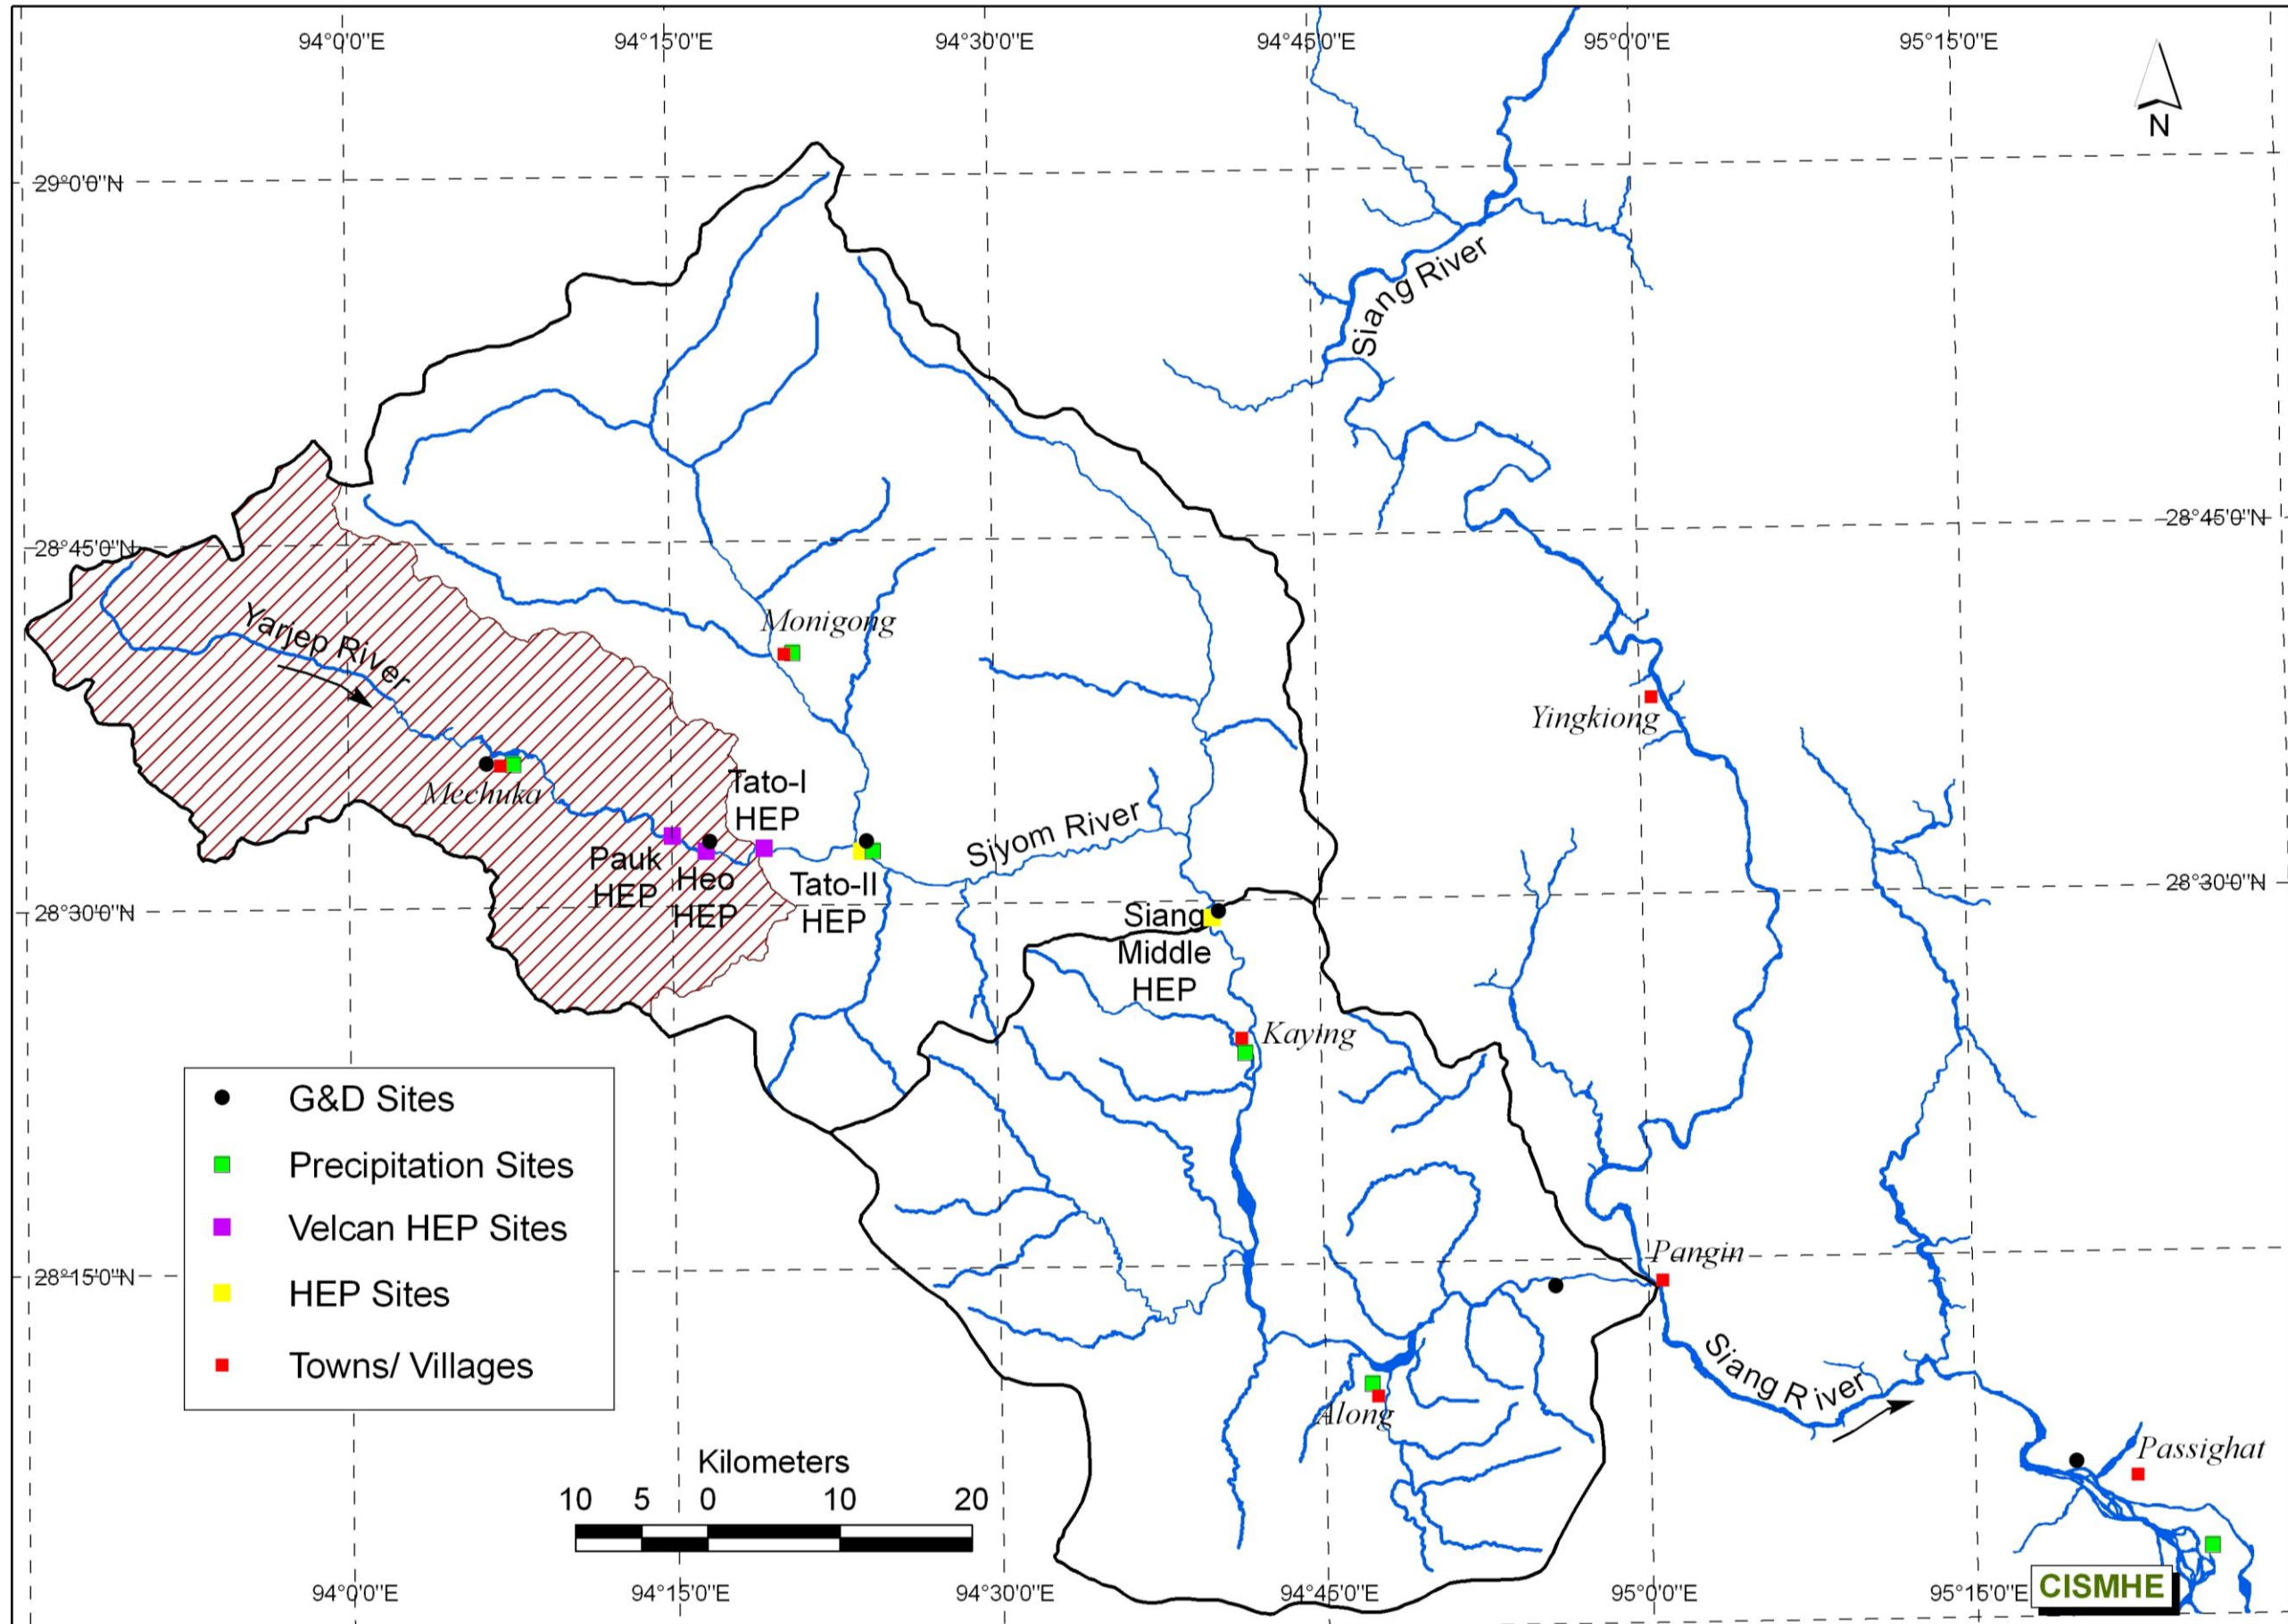 94°0'0"E 94°15'0"E 94°30'0"E 94°45'0"E 95°0'0"E 95°15'0"E
N
29°0'0"N
Siang River
28°45'0"N 28°45'0"N
Yarjep River
Monigong
Yingkiong
Mechuka
Tato-I
HEP
Siyom River
Pauk
HEP
Heo
HEP
Tato-II
HEP
28°30'0"N 28°30'0"N
Siang
Middle
HEP
Kaying
G&D Sites
Precipitation Sites
Velcan HEP Sites
HEP Sites
Towns/ Villages
Pangin
28°15'0"N
Siang River
Along
Passighat
Kilometers
10 5 0 10 20
94°0'0"E 94°15'0"E 94°30'0"E 94°45'0"E 95°0'0"E 95°15'0"E
CISMHE